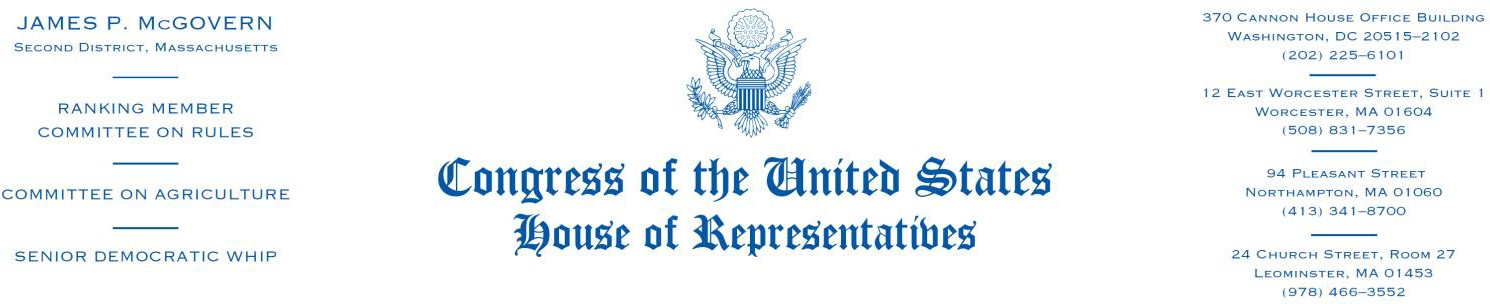 JAMES P. McGOVERN
Second District, Massachusetts
RANKING MEMBER
COMMITTEE ON RULES
COMMITTEE ON AGRICULTURE
SENIOR DEMOCRATIC WHIP
Congress of the United States
House of Representatives
370 Cannon House Office Building
Washington, DC 20515–2102
(202) 225–6101
12 East Worcester Street, Suite 1
Worcester, MA 01604
(508) 831–7356
94 Pleasant Street
Northampton, MA 01060
(413) 341–8700
24 Church Street, Room 27
Leominster, MA 01453
(978) 466–3552